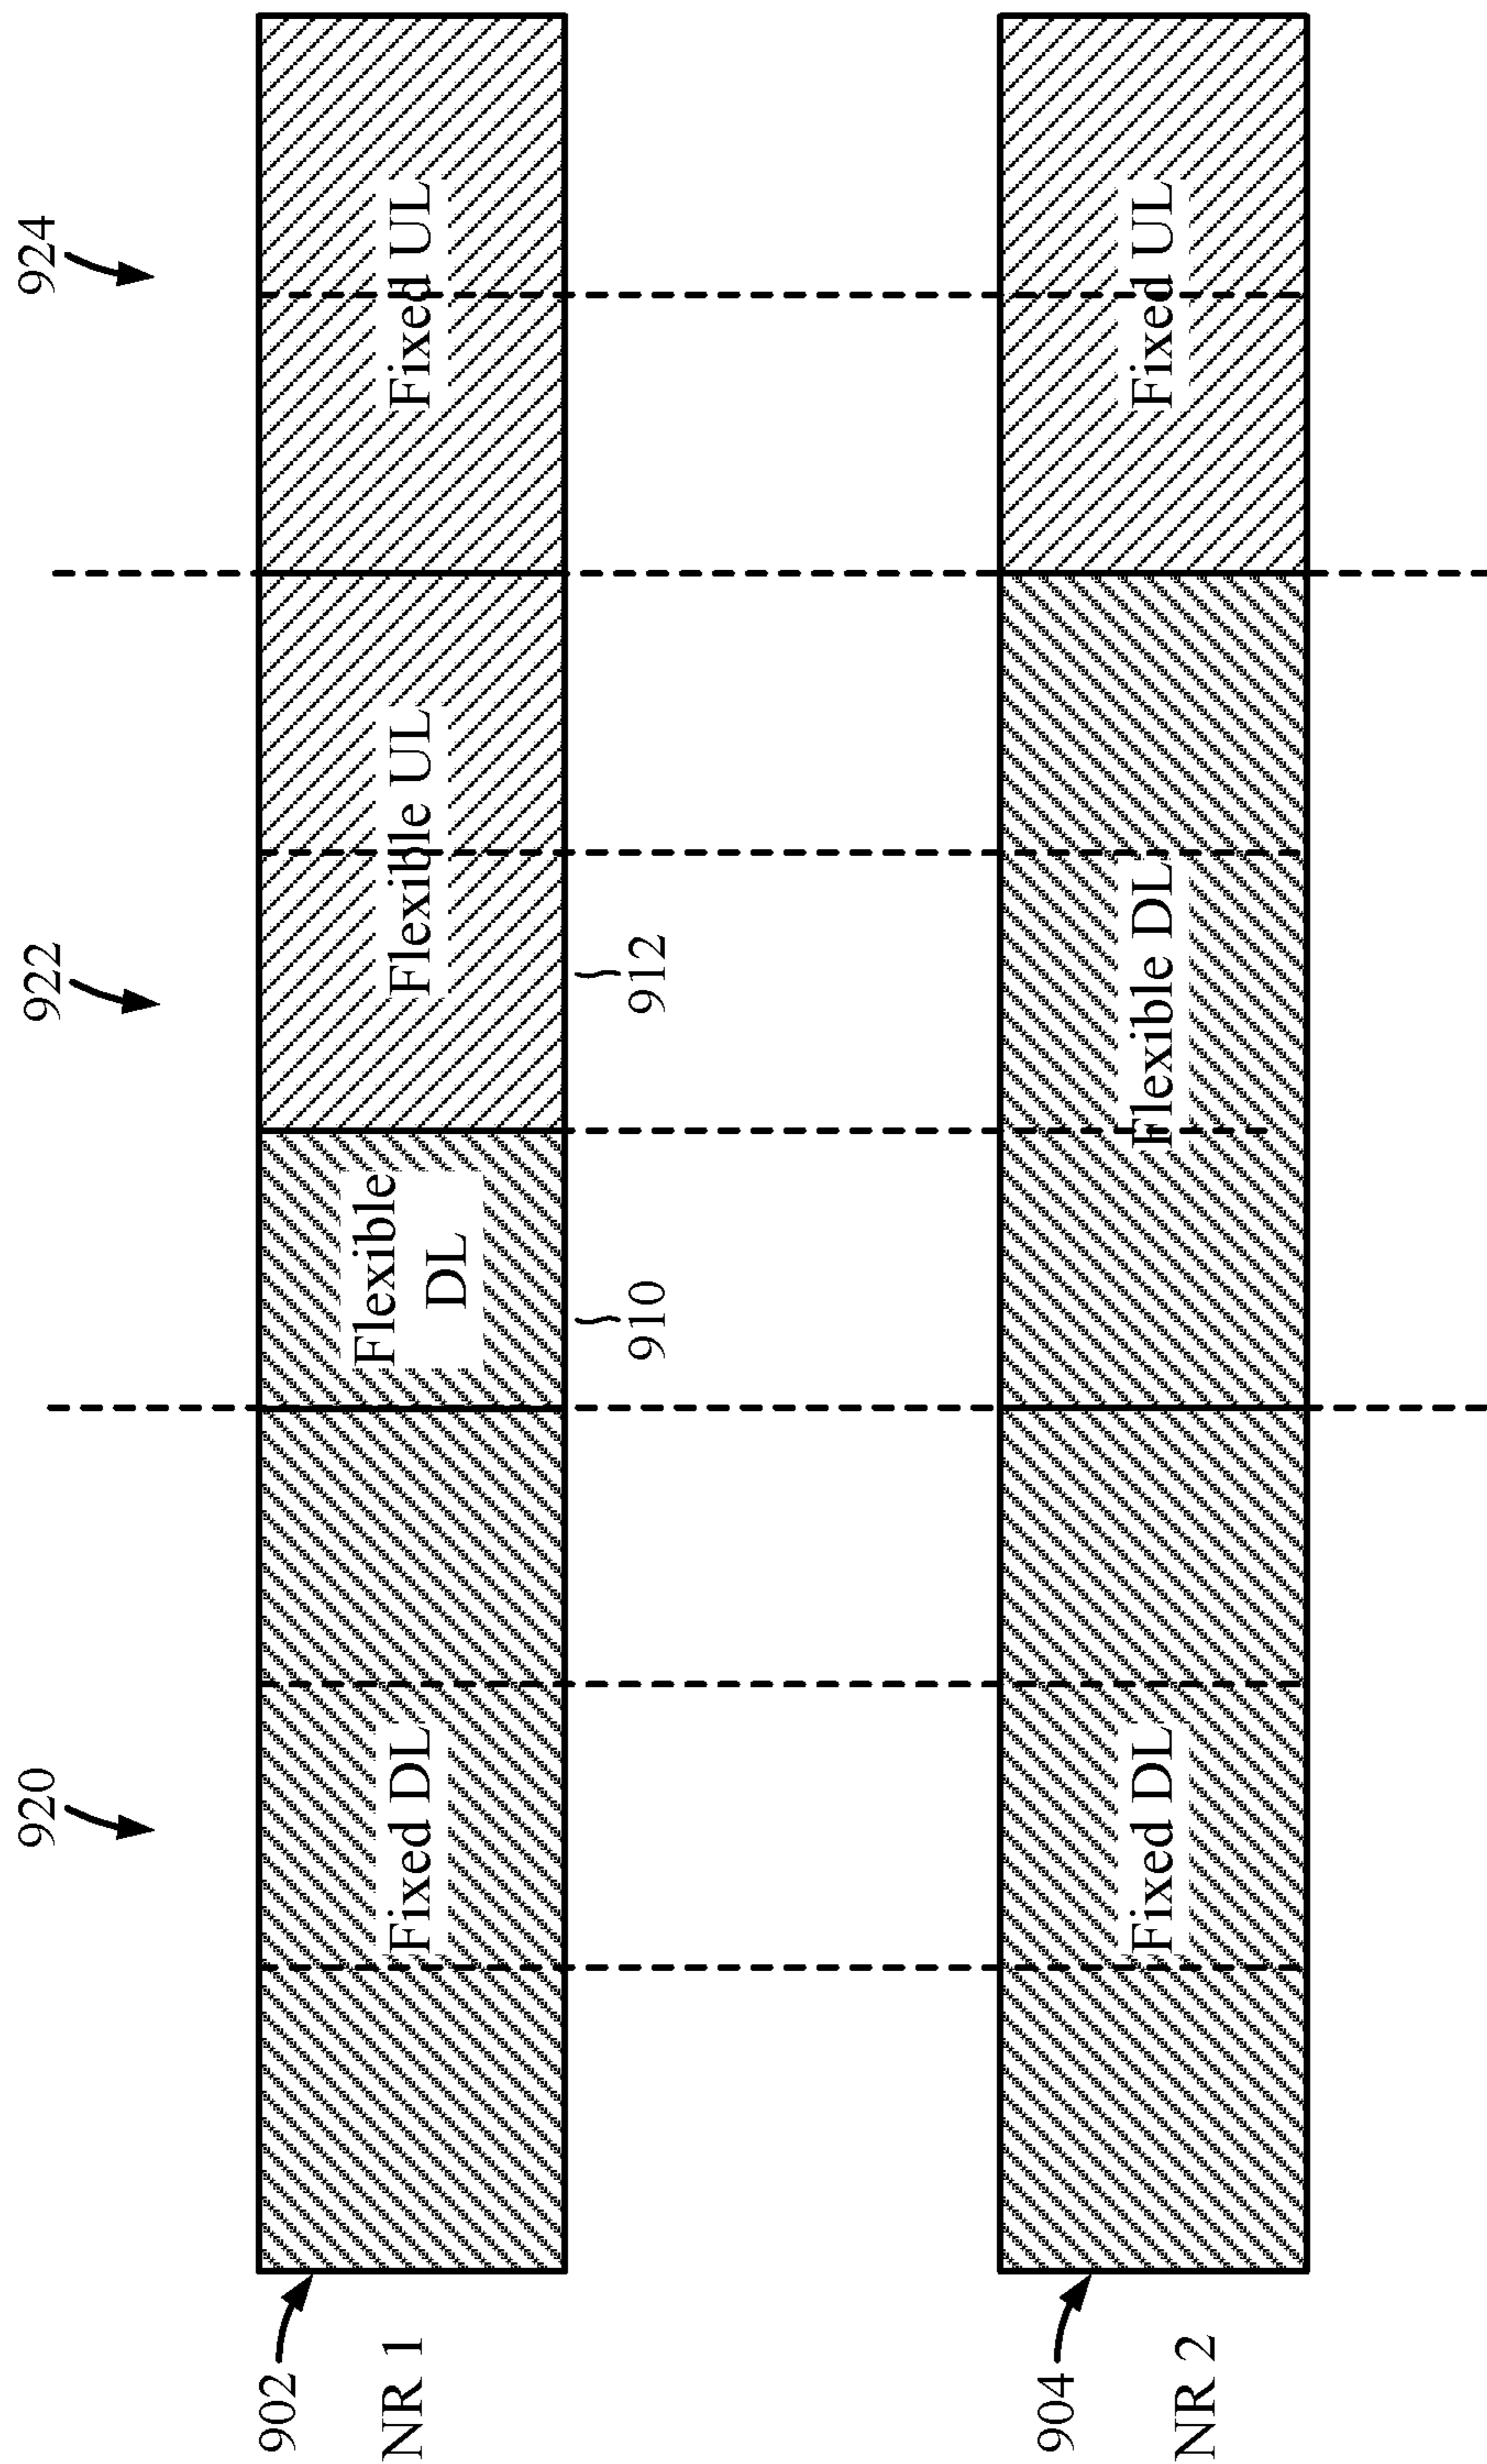 920
922
924
902
NR 1
Fixed DL
Flexible
DL
Flexible UL
Fixed UL
910
912
904
NR 2
Fixed DL
Flexible DL
Fixed UL